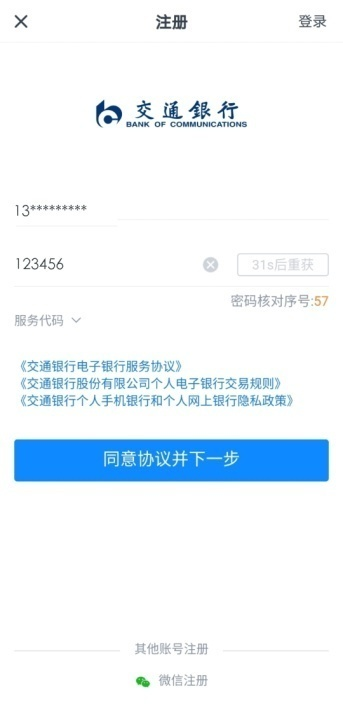 注册
登录
交通銀行
BANK OF COMMUNICATIONS
13*********
123456
31s后重获
密码核对序号:57
服务代码
《交通银行电子银行服务协议》
《交通银行股份有限公司个人电子银行交易规则》
《交通银行个人手机银行和个人网上银行隐私政策》
同意协议并下一步
其他账号注册
微信注册